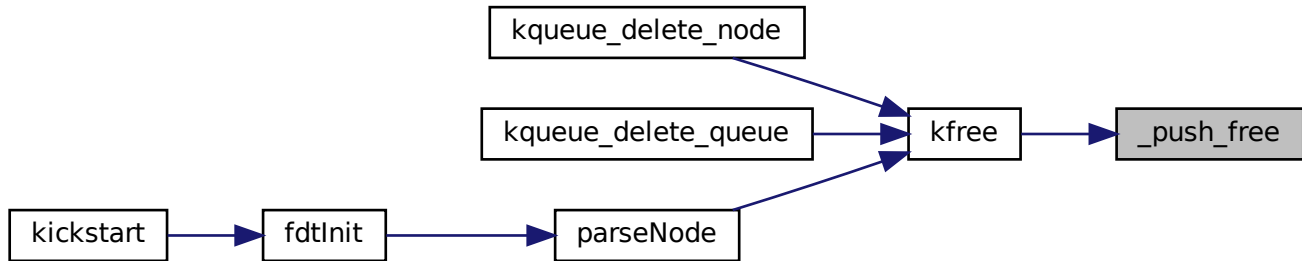 kqueue_delete_node
kqueue_delete_queue
kfree
_push_free
kickstart
fdtInit
parseNode